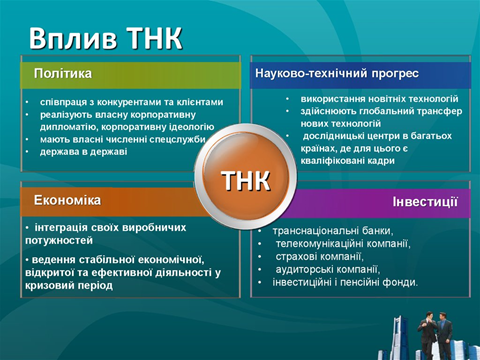 Вплив ТНК
Політика
• співпраця з конкурентами та клієнтами
• реалізують власну корпоративну
дипломатію, корпоративну ідеологію
• мають власні численні спецслужби
• держава в державі
Науково-технічний прогрес
• використання новітніх технологій
• здійснюють глобальний трансфер
нових технологій
• дослідницькі центри в багатьох
країнах, де для цього є
кваліфіковані кадри
ТНК
Економіка
• інтеграція своїх виробничих
потужностей
• ведення стабільної економічної,
відкритої та ефективної діяльності у
кризовий період
Інвестиції
• транснаціональні банки,
• телекомунікаційні компанії,
• страхові компанії,
• аудиторські компанії,
• інвестиційні і пенсійні фонди.